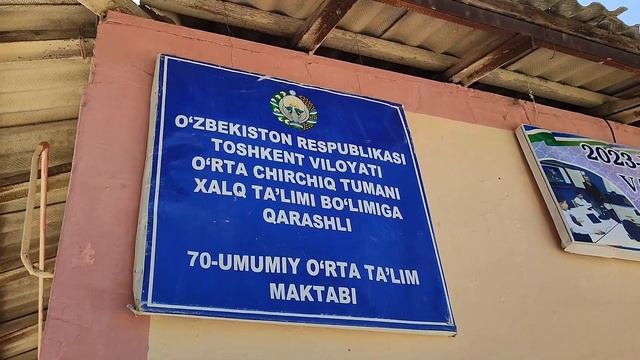 O‘ZBEKISTON RESPUBLIKASI
TOSHKENT VILOYATI
O‘RTA CHIRCHIQ TUMANI
XALQ TA’LIMI BO‘LIMIGA
QARASHLI
70-UMUMIY O‘RTA TA’LIM
MAKTABI
2023-